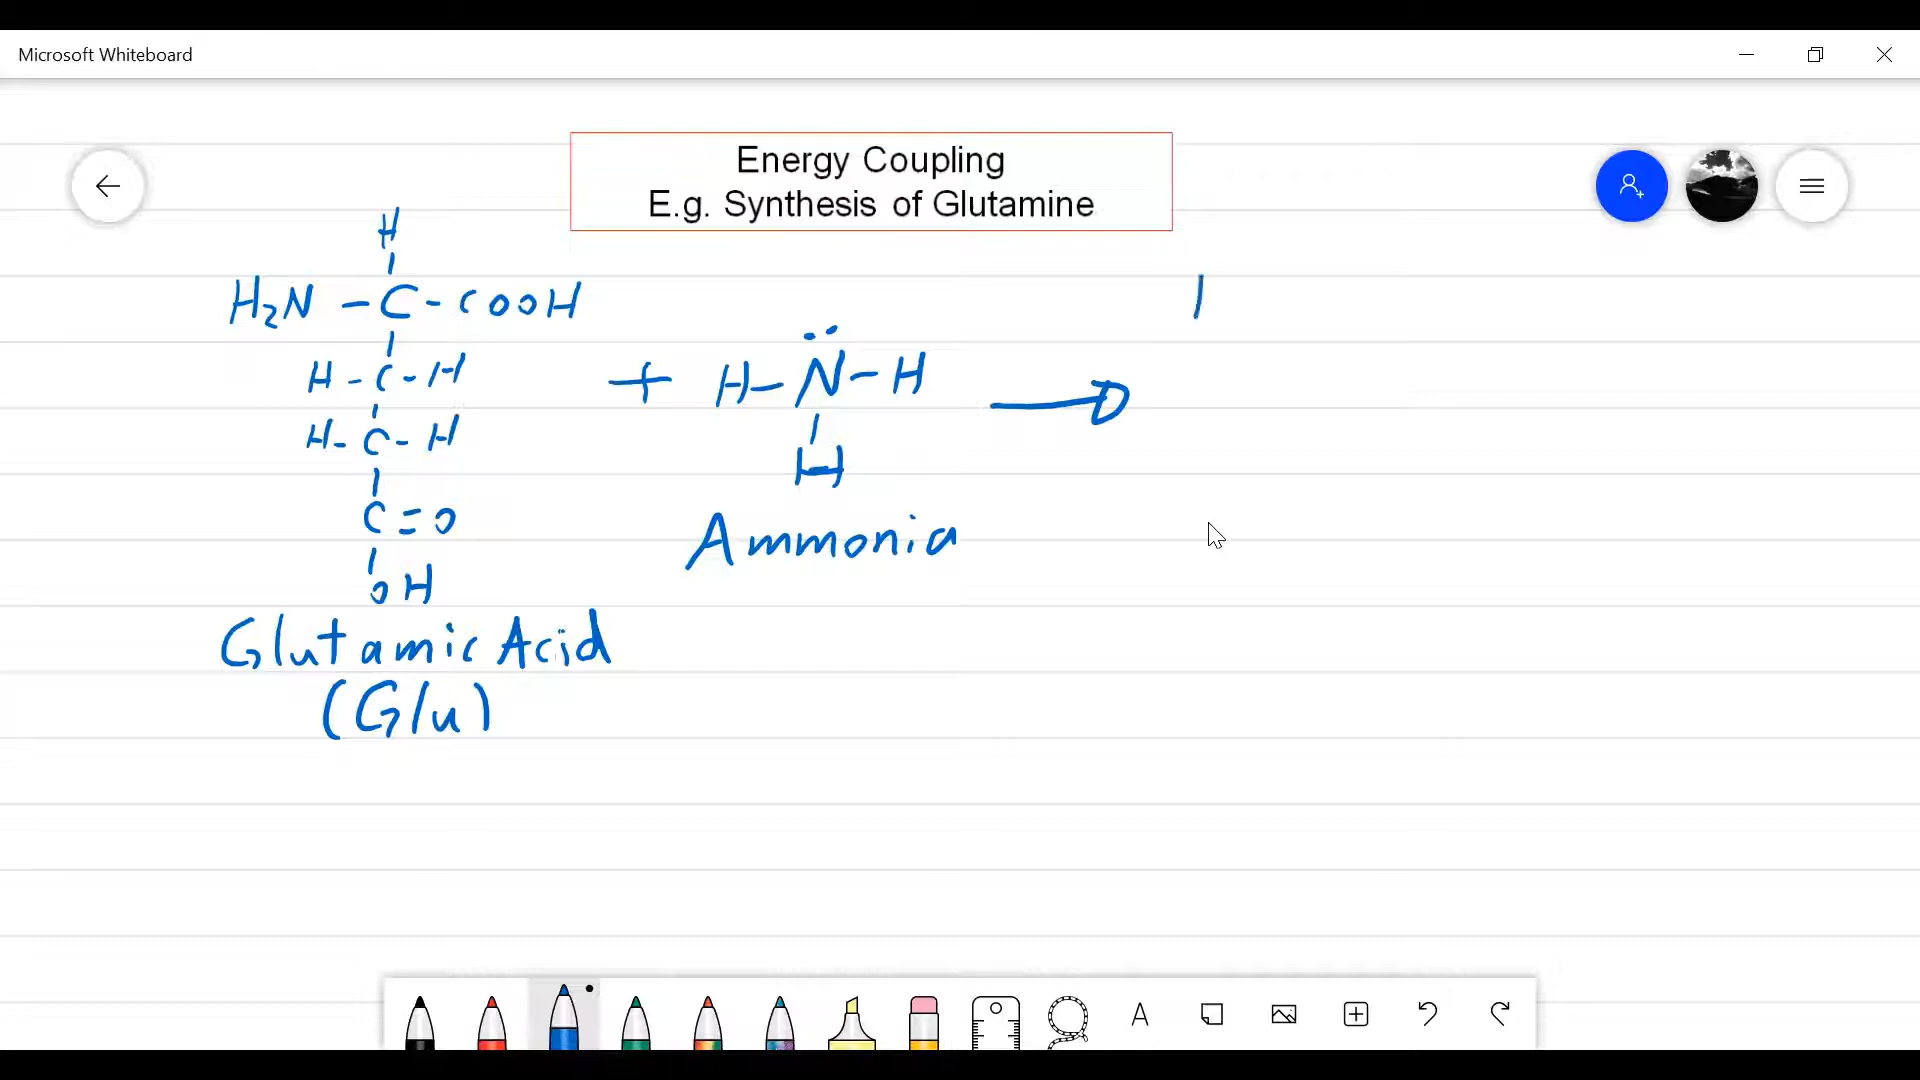 Microsoft Whiteboard
Energy Coupling
E.g. Synthesis of Glutamine
H
H₂N - C - COOH
H - C - H
H - C - H
C = O
OH
+
H - N̈ - H
H
Ammonia
Glutamic Acid
(Glu)
A